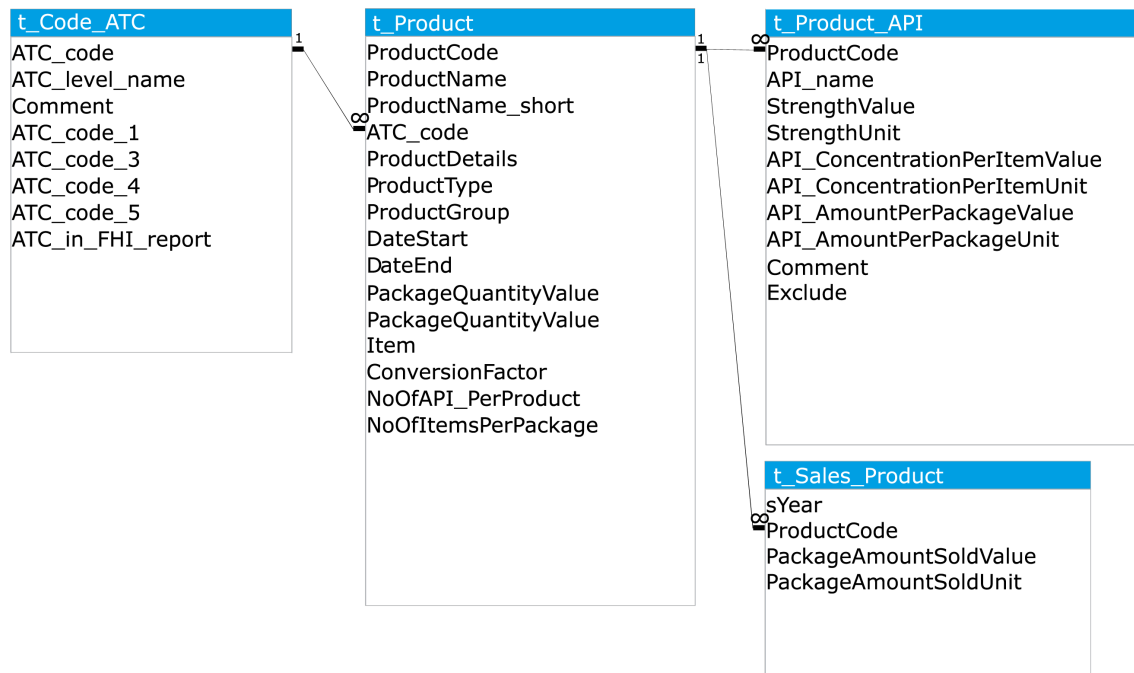 t_Code_ATC
ATC_code
ATC_level_name
Comment
ATC_code_1
ATC_code_3
ATC_code_4
ATC_code_5
ATC_in_FHI_report
1
∞
t_Product
ProductCode
ProductName
ProductName_short
ATC_code
ProductDetails
ProductType
ProductGroup
DateStart
DateEnd
PackageQuantityValue
PackageQuantityValue
Item
ConversionFactor
NoOfAPI_PerProduct
NoOfItemsPerPackage
1
1
∞
t_Product_API
ProductCode
API_name
StrengthValue
StrengthUnit
API_ConcentrationPerItemValue
API_ConcentrationPerItemUnit
API_AmountPerPackageValue
API_AmountPerPackageUnit
Comment
Exclude
t_Sales_Product
sYear
∞
ProductCode
PackageAmountSoldValue
PackageAmountSoldUnit